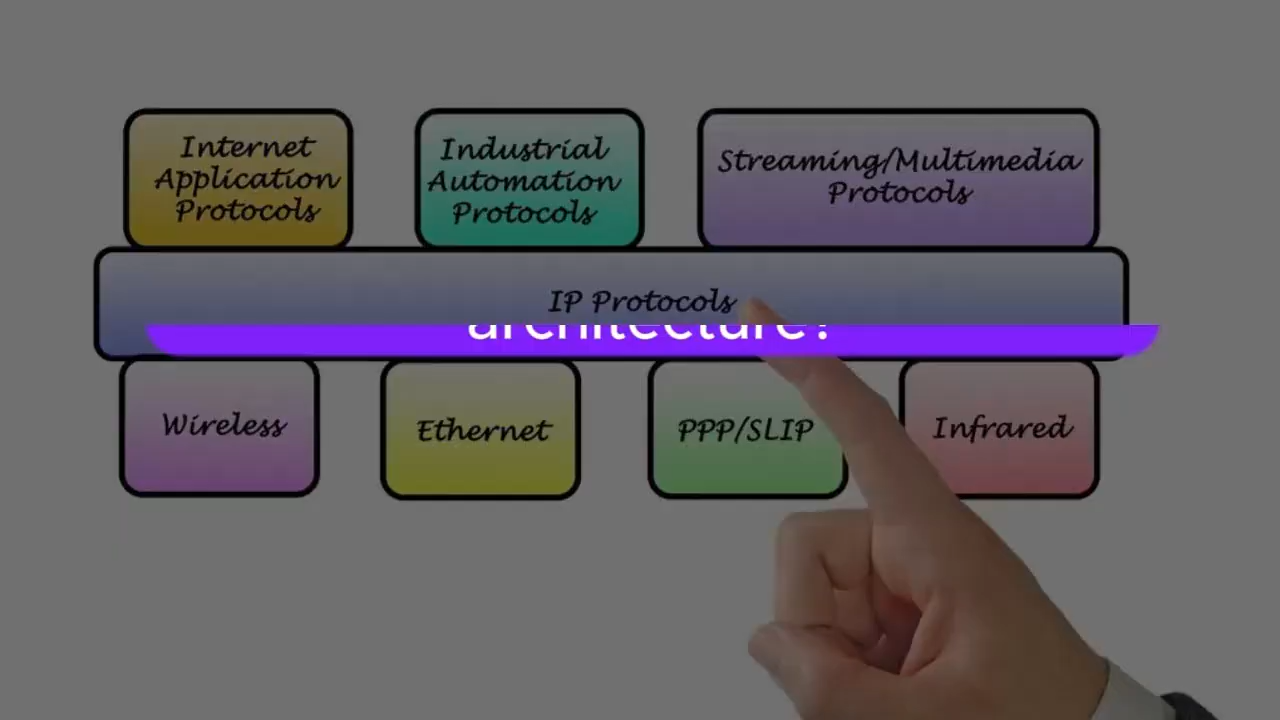 Internet
Application
Protocols
Industrial
Automation
Protocols
Streaming/Multimedia
Protocols
IP Protocols
architecture?
Wireless
Ethernet
PPP/SLIP
Infrared